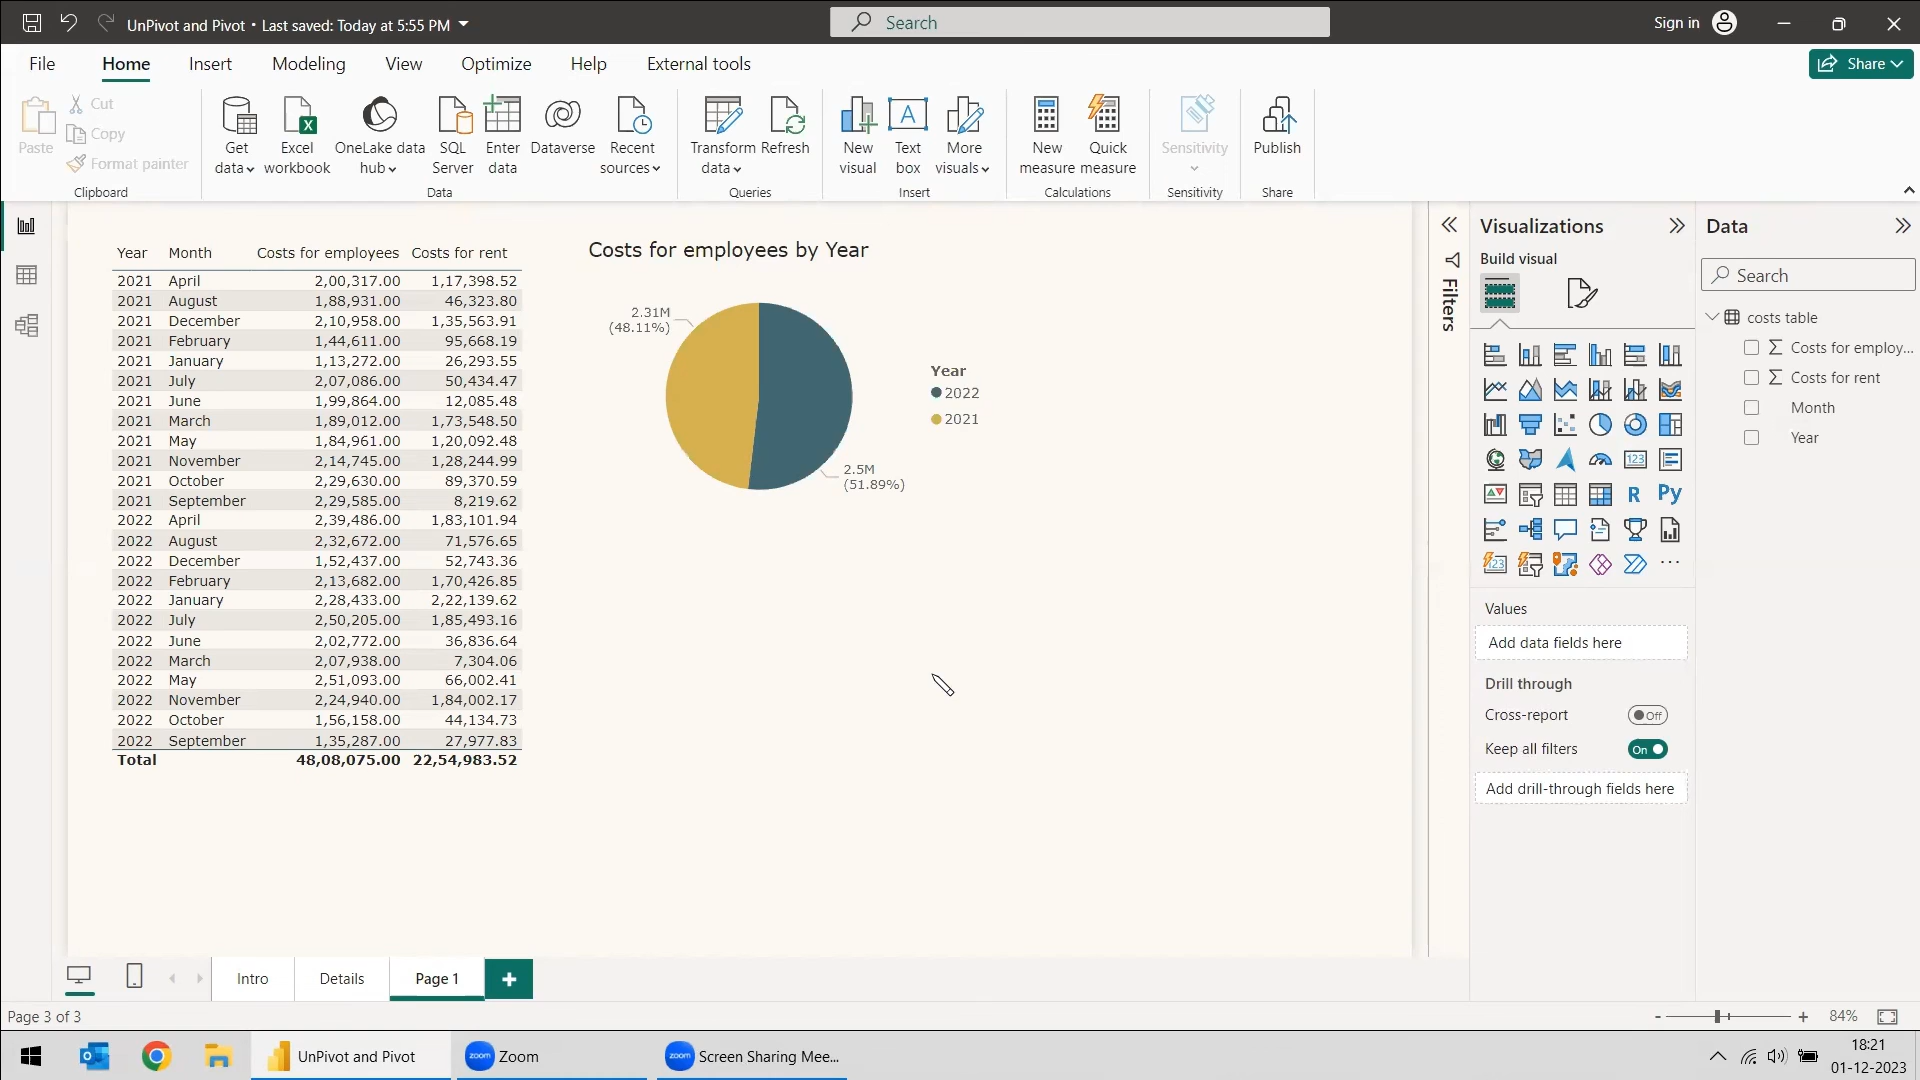 UnPivot and Pivot • Last saved: Today at 5:55 PM
Search
Sign in
File Home Insert Modeling View Optimize Help External tools
Share
Paste
Cut
Copy
Format painter
Clipboard
Get data
Excel workbook
OneLake data hub
SQL Server
Enter data
Dataverse
Recent sources
Data
Transform data
Refresh
Queries
New visual
Text box
More visuals
Insert
New measure
Quick measure
Calculations
Sensitivity
Sensitivity
Publish
Share
Year Month Costs for employees Costs for rent
2021 April 2,00,317.00 1,17,398.52
2021 August 1,88,931.00 46,323.80
2021 December 2,10,958.00 1,35,563.91
2021 February 1,44,611.00 95,668.19
2021 January 1,13,272.00 26,293.55
2021 July 2,07,086.00 50,434.47
2021 June 1,99,864.00 12,085.48
2021 March 1,89,012.00 1,73,548.50
2021 May 1,84,961.00 1,20,092.48
2021 November 2,14,745.00 1,28,244.99
2021 October 2,29,630.00 89,370.59
2021 September 2,29,585.00 8,219.62
2022 April 2,39,486.00 1,83,101.94
2022 August 2,32,672.00 71,576.65
2022 December 1,52,437.00 52,743.36
2022 February 2,13,682.00 1,70,426.85
2022 January 2,28,433.00 2,22,139.62
2022 July 2,50,205.00 1,85,493.16
2022 June 2,02,772.00 36,836.64
2022 March 2,07,938.00 7,304.06
2022 May 2,51,093.00 66,002.41
2022 November 2,24,940.00 1,84,002.17
2022 October 1,56,158.00 44,134.73
2022 September 1,35,287.00 27,977.83
Total 48,08,075.00 22,54,983.52
Costs for employees by Year
2.31M
(48.11%)
2.5M
(51.89%)
Year
2022
2021
Filters
Visualizations
Build visual
123
R
Py
123
Values
Add data fields here
Drill through
Cross-report Off
Keep all filters On
Add drill-through fields here
Data
Search
costs table
Costs for employ...
Costs for rent
Month
Year
Intro Details Page 1
Page 3 of 3
84%
UnPivot and Pivot
zoom Zoom
zoom Screen Sharing Mee...
18:21
01-12-2023